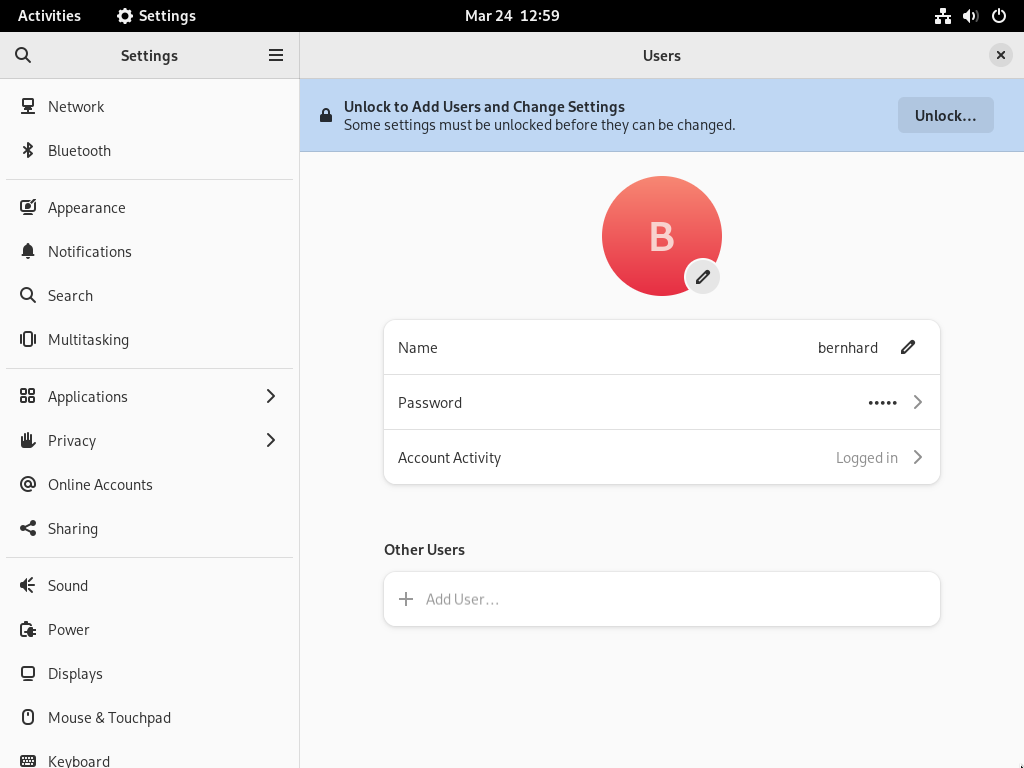 Activities
Settings
Mar 24 12:59
Settings
Users
Network
Bluetooth
Appearance
Notifications
Search
Multitasking
Applications
Privacy
Online Accounts
Sharing
Sound
Power
Displays
Mouse & Touchpad
Keyboard
Unlock to Add Users and Change Settings
Some settings must be unlocked before they can be changed.
Unlock…
B
Name
bernhard
Password
•••••
Account Activity
Logged in
Other Users
Add User…